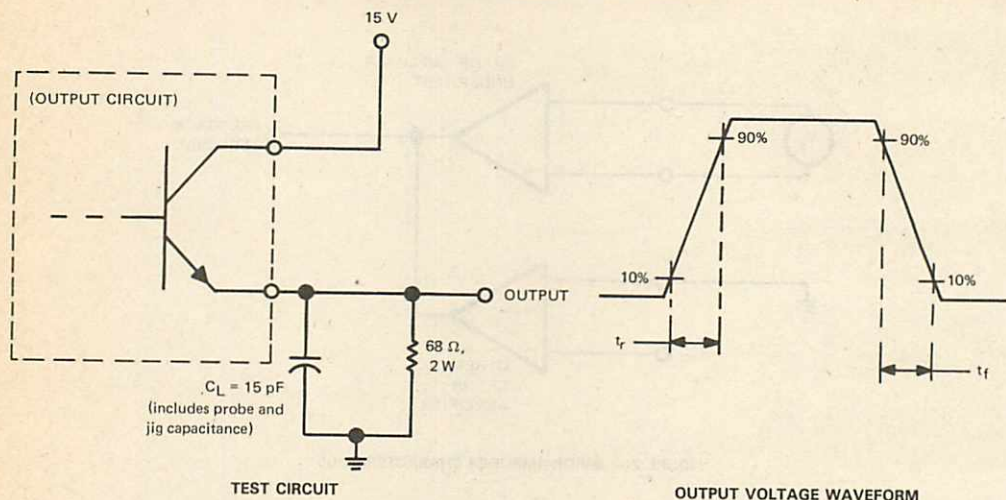 15 V
(OUTPUT CIRCUIT)
OUTPUT
68 Ω,
2 W
CL = 15 pF
(includes probe and
jig capacitance)
TEST CIRCUIT
90%
90%
10%
10%
tr
tf
OUTPUT VOLTAGE WAVEFORM